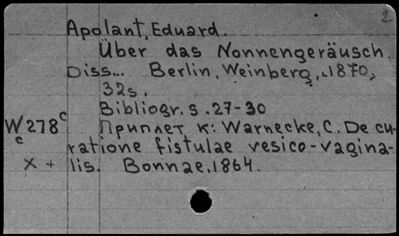 2
Apolant, Eduard.
Über das Nonnengeräusch.
Diss... Berlin, Weinberg, 1870,
32s.
Bibliogr. s. 27-30
W278c Приплет к: Warnecke, C. De cu-
c ratione fistulae vesico-vagina-
x + lis. Bonnae, 1864.